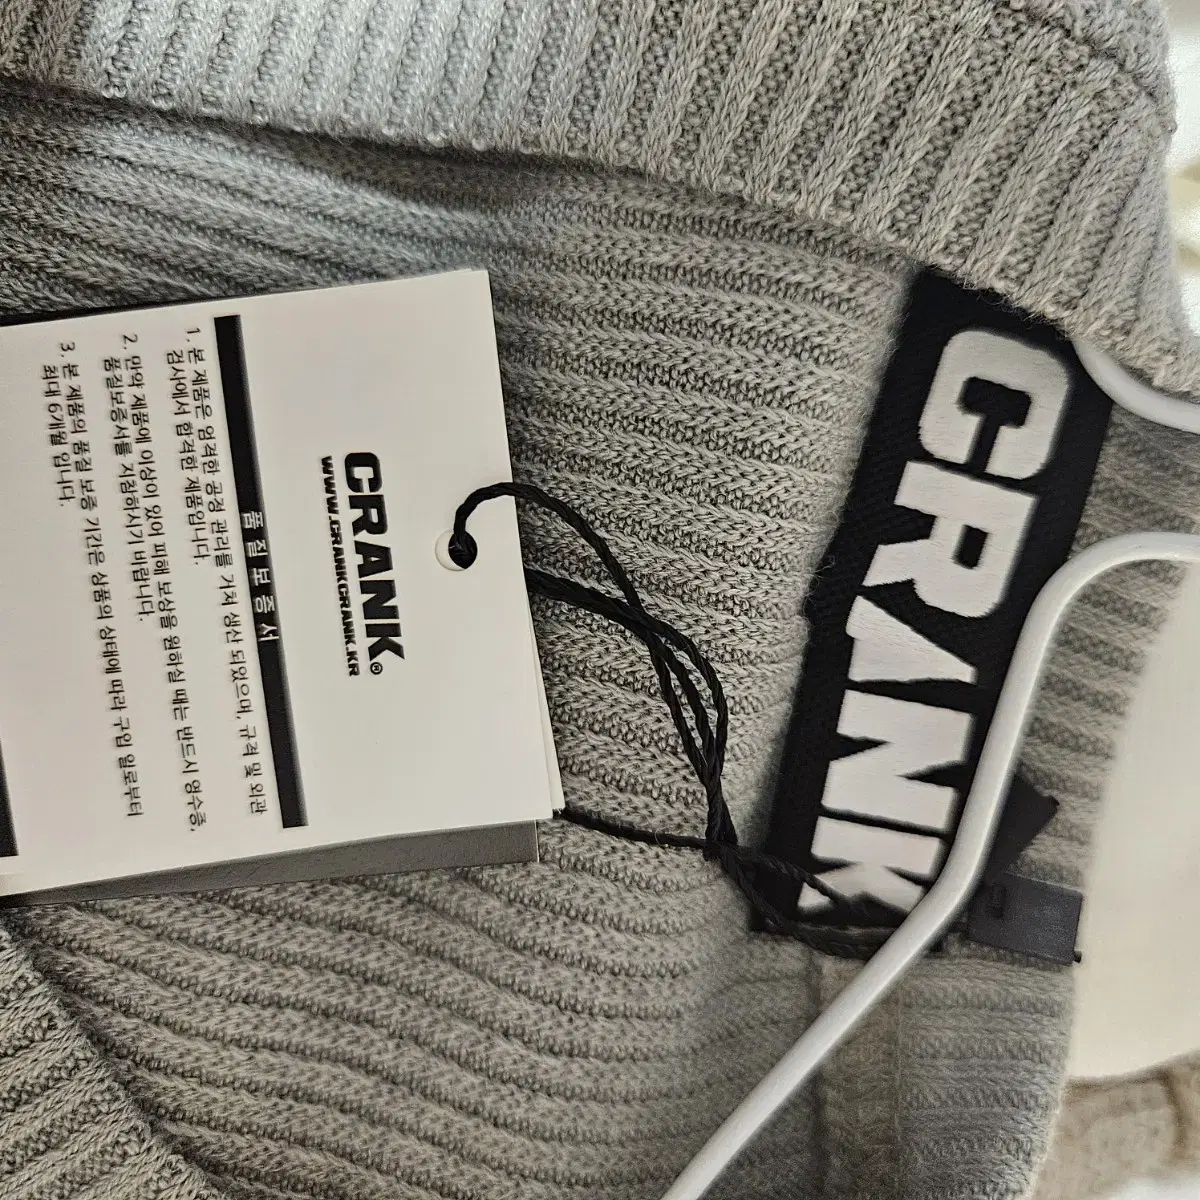 CRANK®
WWW.CRANKCRANK.KR
품질보증서
1. 본 제품은 엄격한 공정 관리를 거쳐 생산 되었으며, 규격 및 외관
검사에서 합격한 제품입니다.
2. 만약 제품에 이상이 있어 피해 보상을 원하실 때는 반드시 영수증,
품질보증서를 지참하시기 바랍니다.
3. 본 제품의 품질 보증 기간은 상품의 상태에 따라 구입 일로부터
최대 6개월 입니다.
CRANK